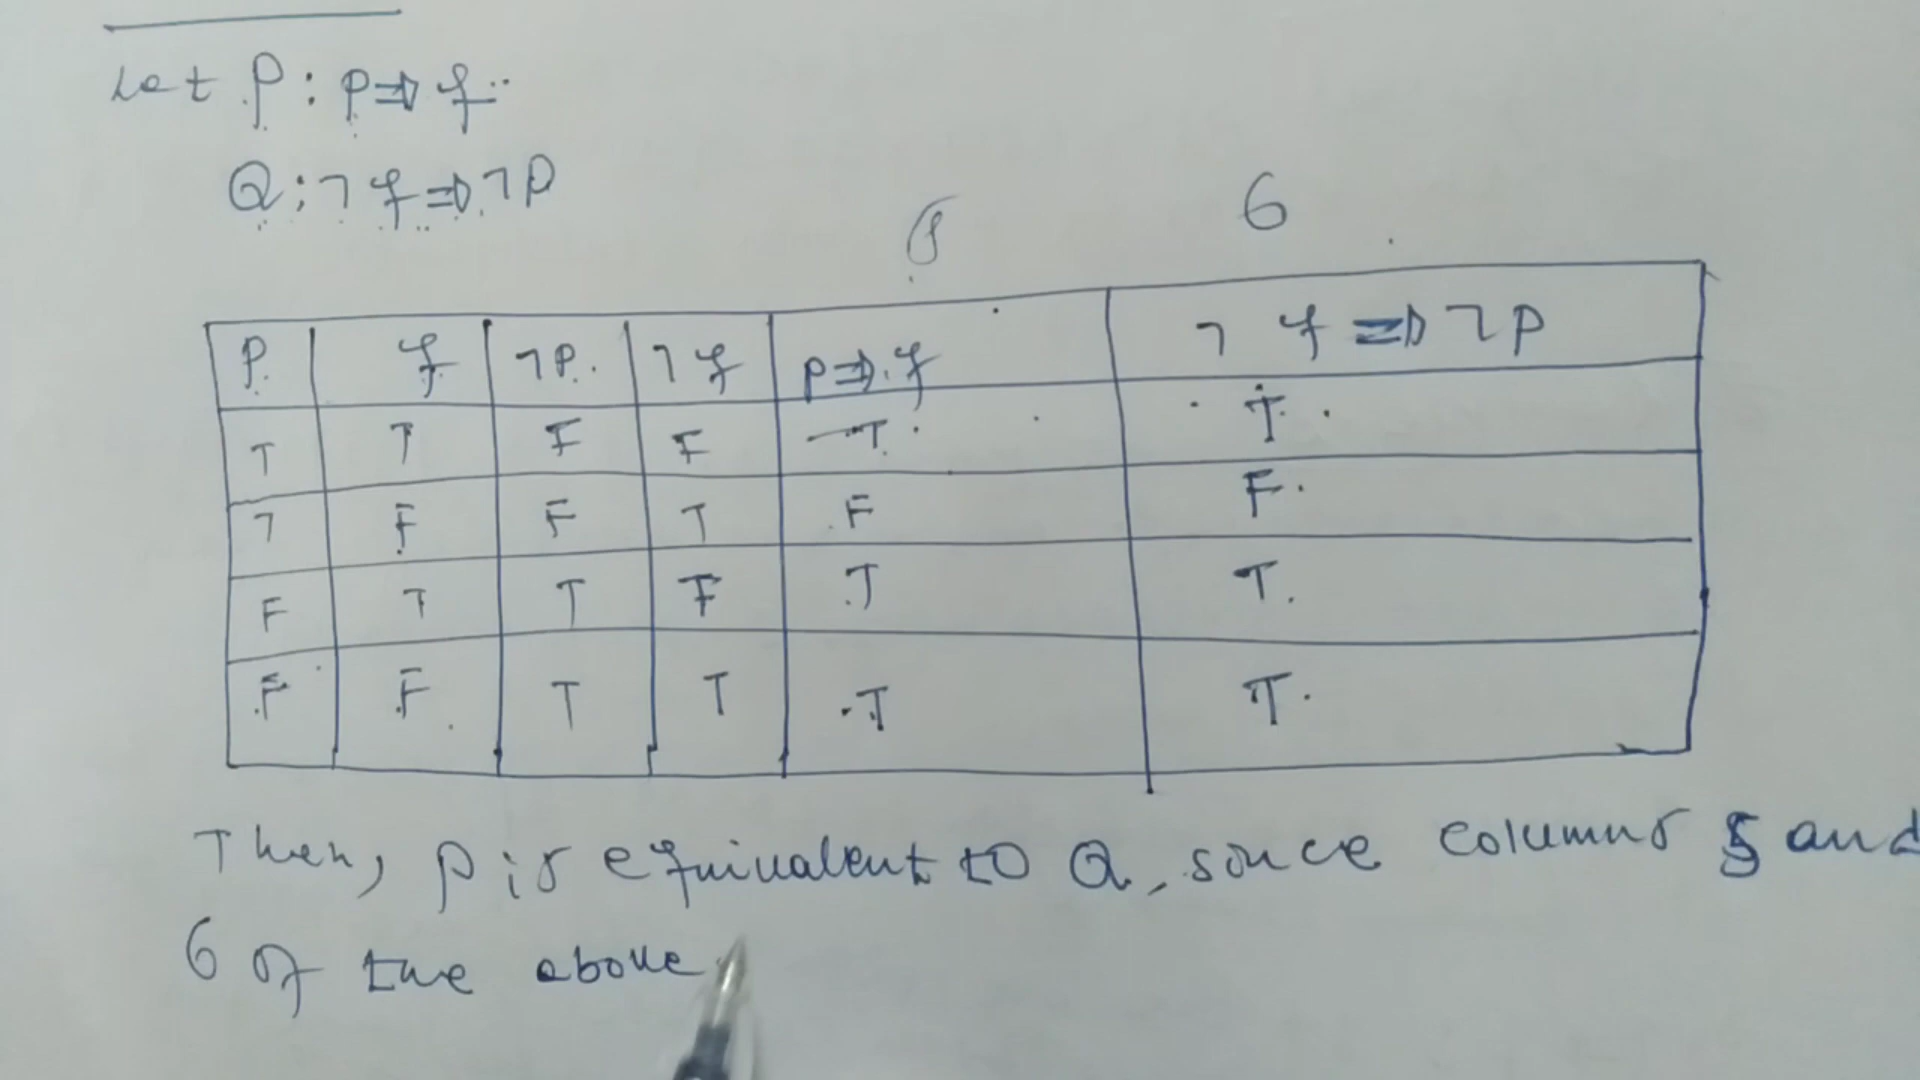 Let P: p⇒q
Q: ¬q⇒¬p
5 6
p q ¬p ¬q p⇒q ¬q⇒¬p
T T F F T T
T F F T F F
F T T F T T
F F T T T T
Then, P is equivalent to Q, since columns 5 and
6 of the above